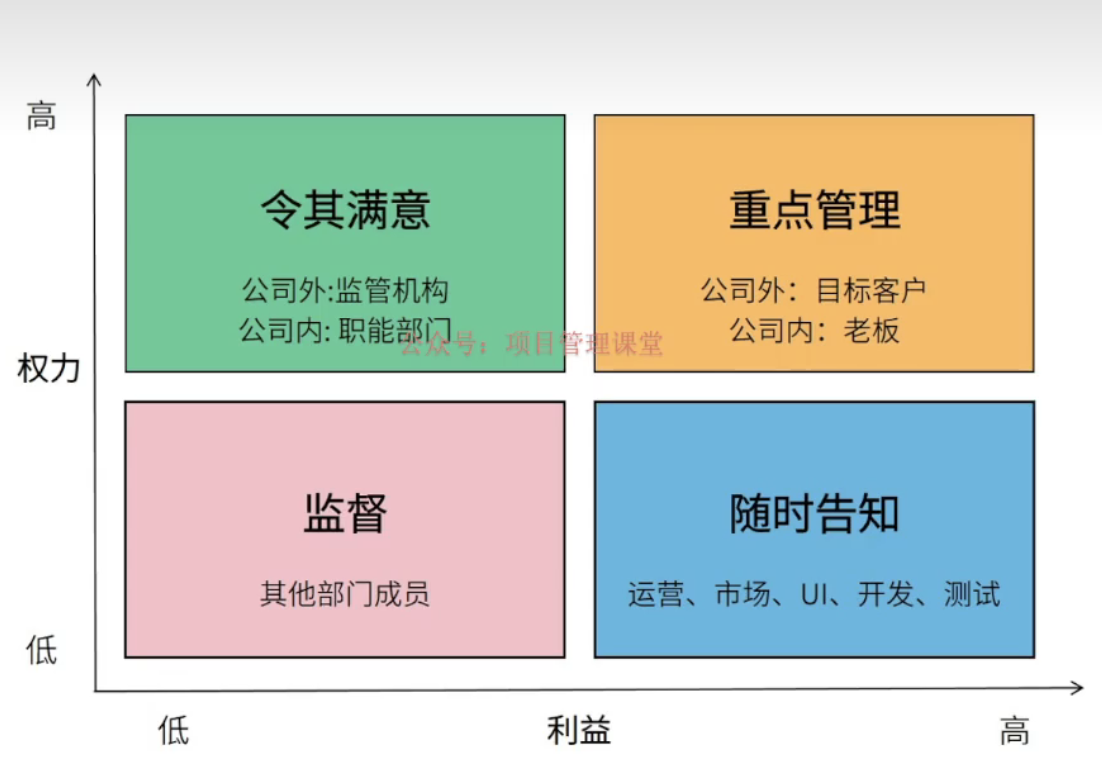 高
令其满意
重点管理
公司外:监管机构
公司外：目标客户
公司内: 职能部门
公司内：老板
公众号：项目管理课堂
权力
监督
随时告知
其他部门成员
运营、市场、UI、开发、测试
低
低
利益
高